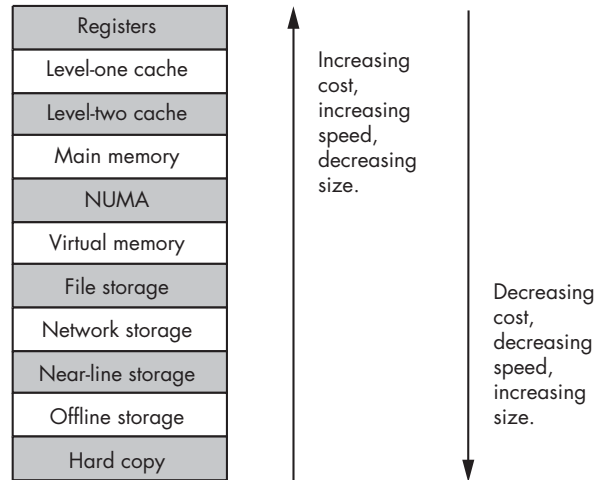 Registers
Level-one cache
Level-two cache
Main memory
NUMA
Virtual memory
File storage
Network storage
Near-line storage
Offline storage
Hard copy
Increasing
cost,
increasing
speed,
decreasing
size.
Decreasing
cost,
decreasing
speed,
increasing
size.